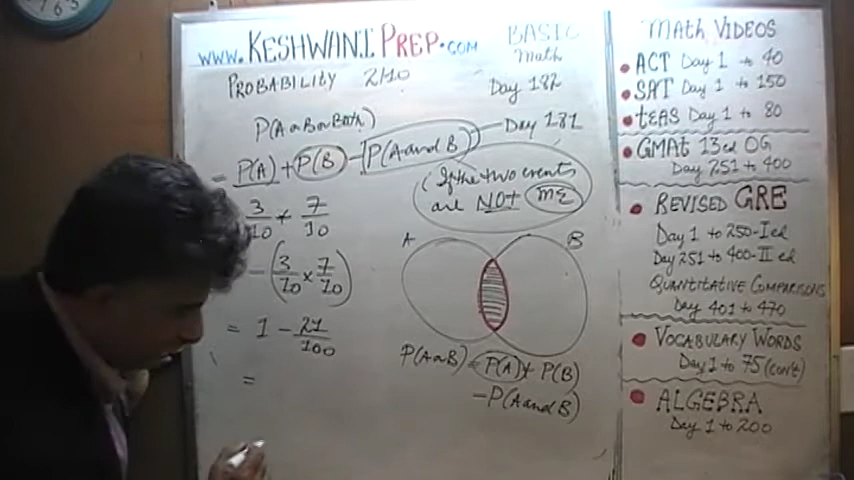 www.KESHWANIPREP.com
BASIC
Math
PROBABILITY 2/10
Day 182
P(A or B or Both)
= P(A) + P(B) - [P(A and B)]
Day 181
(If the two events
are NOT ME
3/10 + 7/10
- (3/10 × 7/10)
= 1 - 21/100
=
A
B
P(A or B) = P(A) + P(B)
- P(A and B)
MATH VIDEOS
ACT Day 1 to 40
SAT Day 1 to 150
tEAS Day 1 to 80
GMAt 13 ed OG
Day 251 to 400
REVISED GRE
Day 1 to 250-I ed
Day 251 to 400-II ed
QUANTITATIVE COMPARISONS
Day 401 to 470
VOCABULARY WORDS
Day 1 to 75 (cont)
ALGEBRA
Day 1 to 200